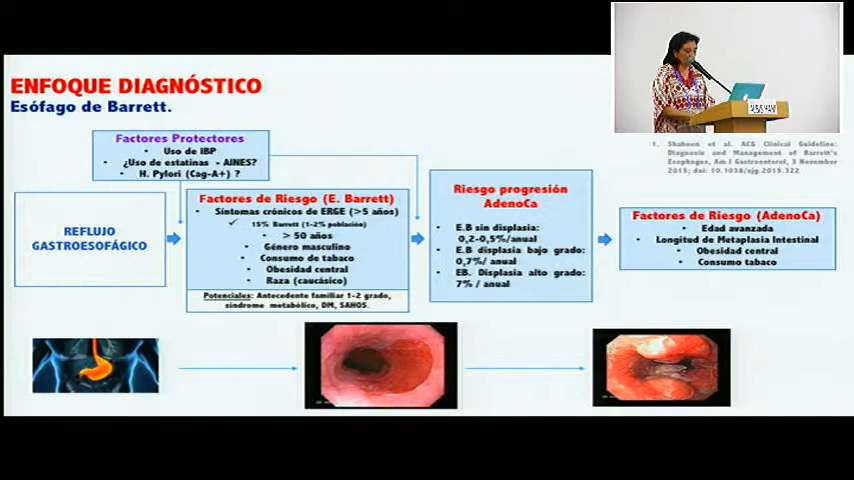 ENFOQUE DIAGNÓSTICO
Esófago de Barrett.
1. Shaheen et al. ACG Clinical Guideline:
Diagnosis and Management of Barrett's
Esophagus, Am J Gastroenterol, 3 November
2015; doi: 10.1038/ajg.2015.322
Factores Protectores
• Uso de IBP
• ¿Uso de estatinas - AINES?
• H. Pylori (Cag-A+) ?
REFLUJO
GASTROESOFÁGICO
Factores de Riesgo (E. Barrett)
• Síntomas crónicos de ERGE (>5 años)
✓ 15% Barrett (1-2% población)
• > 50 años
• Género masculino
• Consumo de tabaco
• Obesidad central
• Raza (caucásico)
Potenciales: Antecedente familiar 1-2 grado,
síndrome metabólico, DM, SAHOS.
Riesgo progresión
AdenoCa
• E.B sin displasia:
0,2-0,5%/anual
• E.B displasia bajo grado:
0,7%/ anual
• EB. Displasia alto grado:
7% / anual
Factores de Riesgo (AdenoCa)
• Edad avanzada
• Longitud de Metaplasia Intestinal
• Obesidad central
• Consumo tabaco